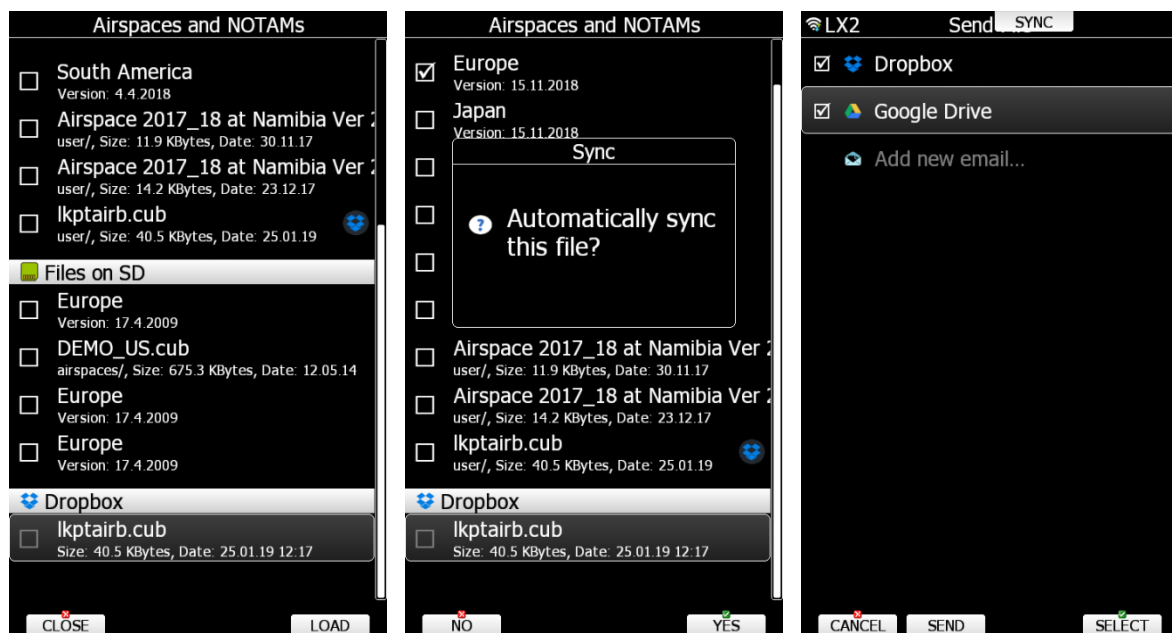 Airspaces and NOTAMs
South America
Version: 4.4.2018
Airspace 2017_18 at Namibia Ver
user/, Size: 11.9 KBytes, Date: 30.11.17
Airspace 2017_18 at Namibia Ver
user/, Size: 14.2 KBytes, Date: 23.12.17
lkptairb.cub
user/, Size: 40.5 KBytes, Date: 25.01.19
Files on SD
Europe
Version: 17.4.2009
DEMO_US.cub
airspaces/, Size: 675.3 KBytes, Date: 12.05.14
Europe
Version: 17.4.2009
Europe
Version: 17.4.2009
Dropbox
lkptairb.cub
Size: 40.5 KBytes, Date: 25.01.19 12:17
CLOSE
LOAD
Airspaces and NOTAMs
Europe
Version: 15.11.2018
Japan
Version: 15.11.2018
Sync
Automatically sync
this file?
Airspace 2017_18 at Namibia Ver
user/, Size: 11.9 KBytes, Date: 30.11.17
Airspace 2017_18 at Namibia Ver
user/, Size: 14.2 KBytes, Date: 23.12.17
lkptairb.cub
user/, Size: 40.5 KBytes, Date: 25.01.19
Dropbox
lkptairb.cub
Size: 40.5 KBytes, Date: 25.01.19 12:17
NO
YES
LX2 Send SYNC
Dropbox
Google Drive
Add new email...
CANCEL
SEND
SELECT